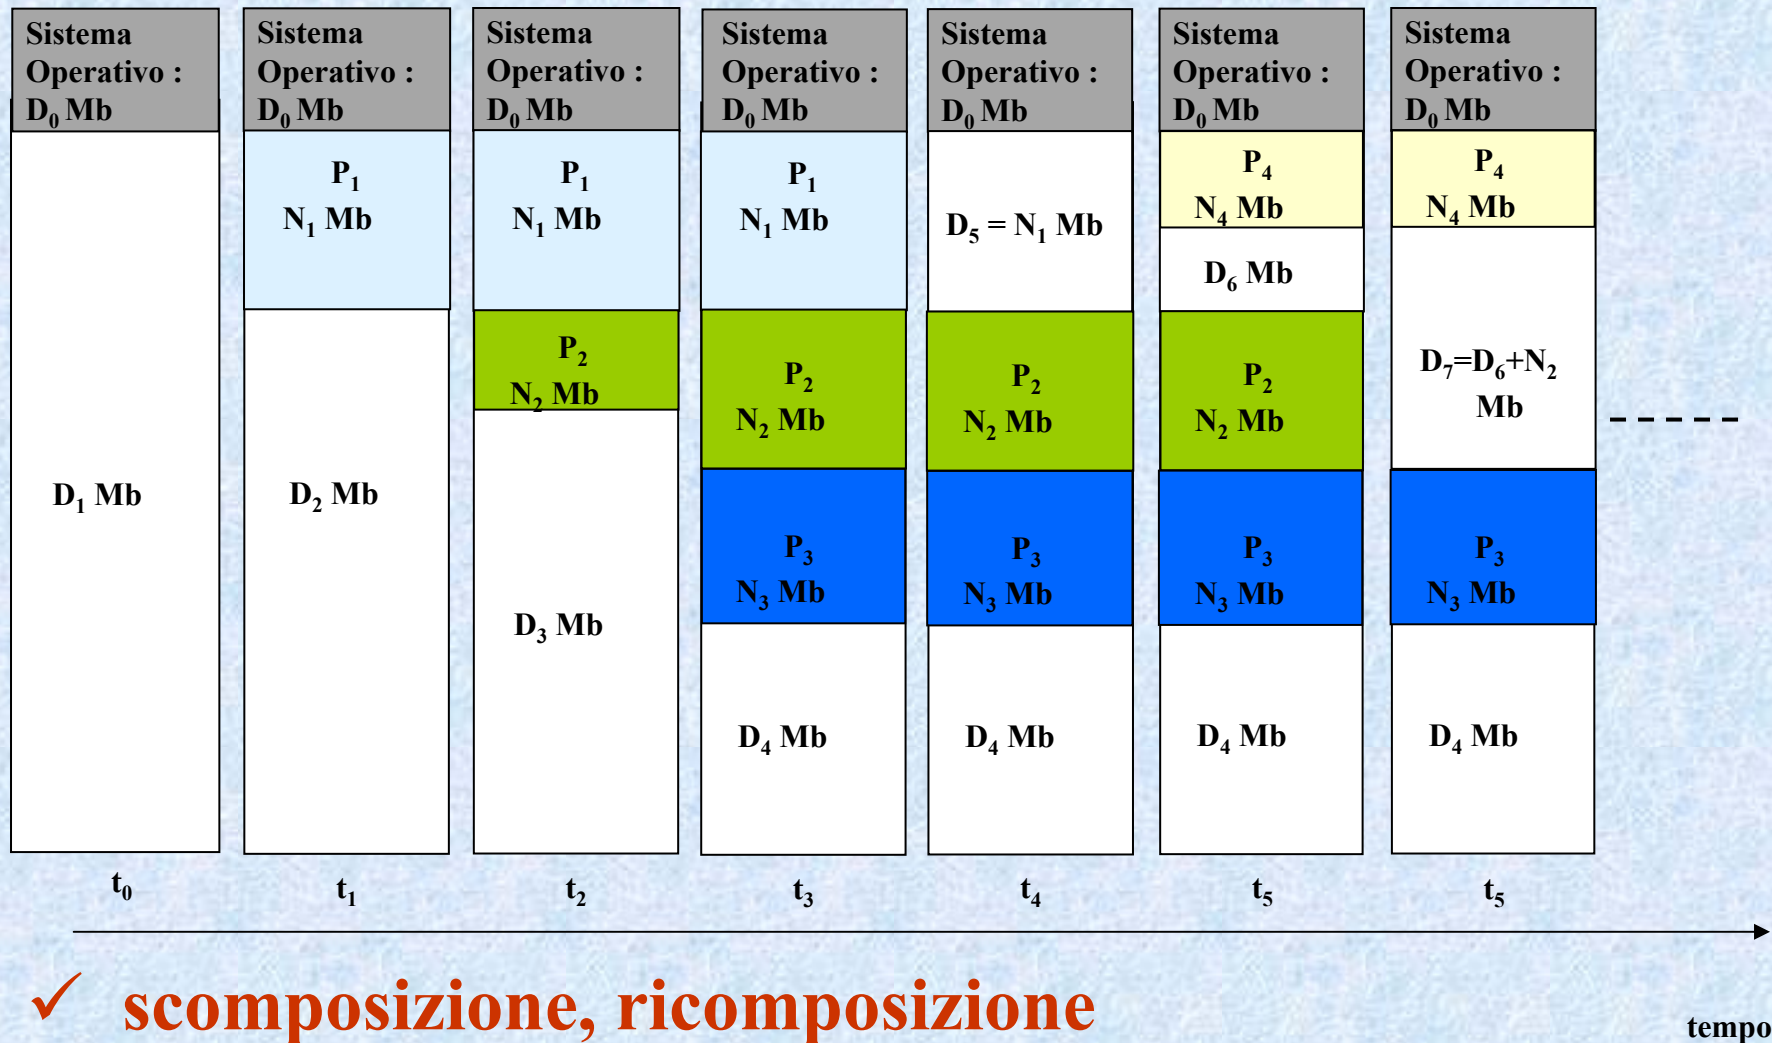 Sistema
Operativo :
D₀ Mb
D₁ Mb
t₀
Sistema
Operativo :
D₀ Mb
P₁
N₁ Mb
D₂ Mb
t₁
Sistema
Operativo :
D₀ Mb
P₁
N₁ Mb
P₂
N₂ Mb
D₃ Mb
t₂
Sistema
Operativo :
D₀ Mb
P₁
N₁ Mb
P₂
N₂ Mb
P₃
N₃ Mb
D₄ Mb
t₃
Sistema
Operativo :
D₀ Mb
D₅ = N₁ Mb
P₂
N₂ Mb
P₃
N₃ Mb
D₄ Mb
t₄
Sistema
Operativo :
D₀ Mb
P₄
N₄ Mb
D₆ Mb
P₂
N₂ Mb
P₃
N₃ Mb
D₄ Mb
t₅
Sistema
Operativo :
D₀ Mb
P₄
N₄ Mb
D₇=D₆+N₂
Mb
P₃
N₃ Mb
D₄ Mb
t₅
✓ scomposizione, ricomposizione
tempo